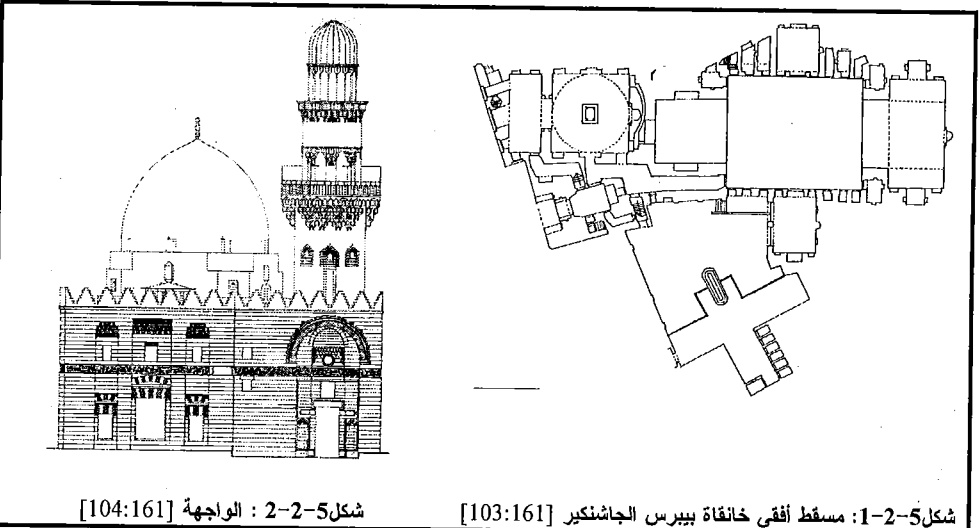 شكل5-2-1: مسقط أفقي خانقاة بيبرس الجاشنكير [103:161]
شكل5-2-2 : الواجهة [104:161]